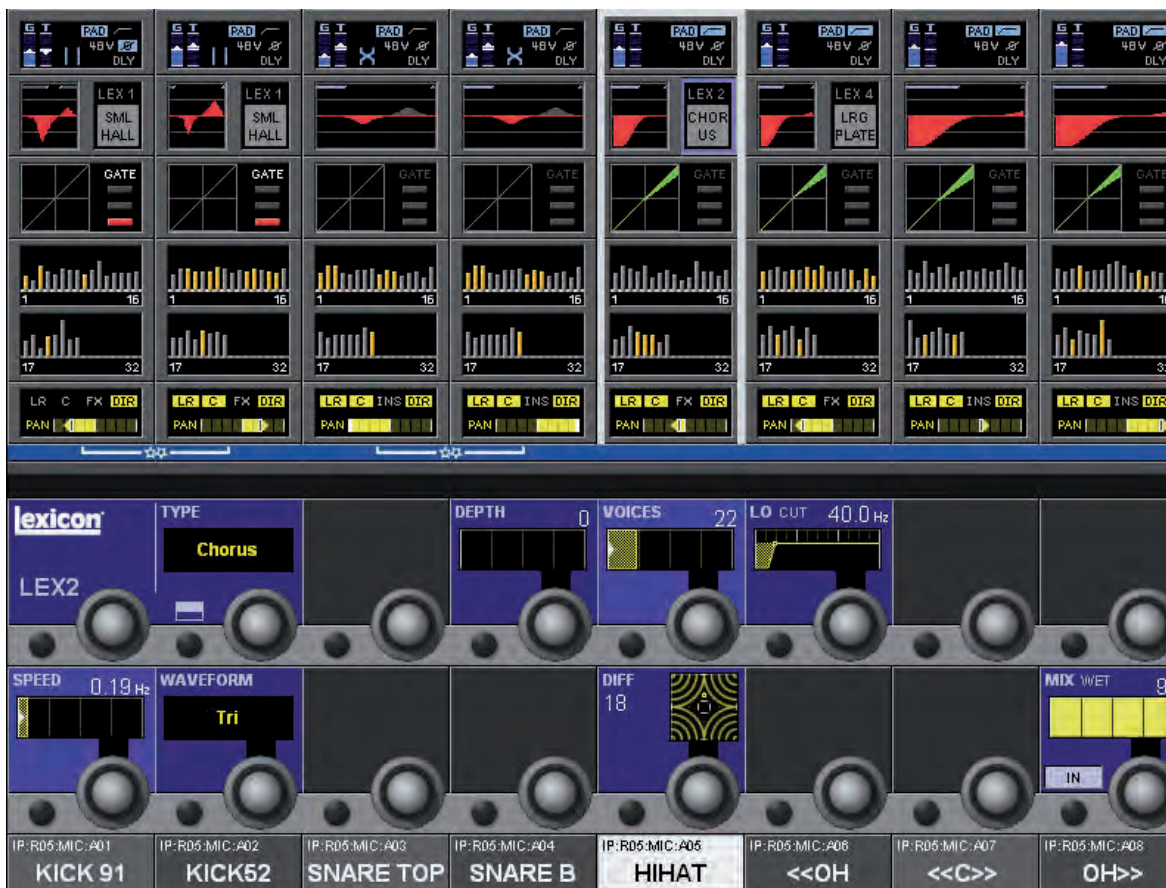 G T PAD G T PAD G T PAD G T PAD G T PAD G T PAD G T PAD G T PAD
48V 48V 48V 48V 48V 48V 48V 48V
DLY DLY DLY DLY DLY DLY DLY DLY
LEX 1 LEX 1 LEX 2 LEX 4
SML SML CHOR LRG
HALL HALL US PLATE
GATE GATE GATE GATE GATE GATE GATE GATE
1 16 1 16 1 16 1 16 1 16 1 16 1 16 1 16
17 32 17 32 17 32 17 32 17 32 17 32 17 32 17 32
LR C FX DIR LR C FX DIR LR C INS DIR LR C INS DIR LR C FX DIR LR C FX DIR LR C INS DIR LR C INS DIR
PAN PAN PAN PAN PAN PAN PAN PAN
lexicon TYPE DEPTH 0 VOICES 22 LO CUT 40.0 Hz
Chorus
LEX2
SPEED 0.19 Hz WAVEFORM DIFF MIX WET 9
Tri 18
IN
IP:R05:MIC:A01 IP:R05:MIC:A02 IP:R05:MIC:A03 IP:R05:MIC:A04 IP:R05:MIC:A05 IP:R05:MIC:A06 IP:R05:MIC:A07 IP:R05:MIC:A08
KICK 91 KICK52 SNARE TOP SNARE B HIHAT <<OH <<C>> OH>>